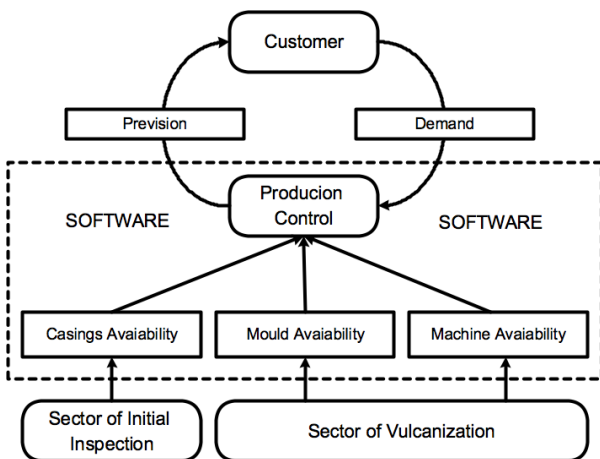 Customer
Prevision
Demand
SOFTWARE
Producion
Control
SOFTWARE
Casings Avaiability
Mould Avaiability
Machine Avaiability
Sector of Initial
Inspection
Sector of Vulcanization